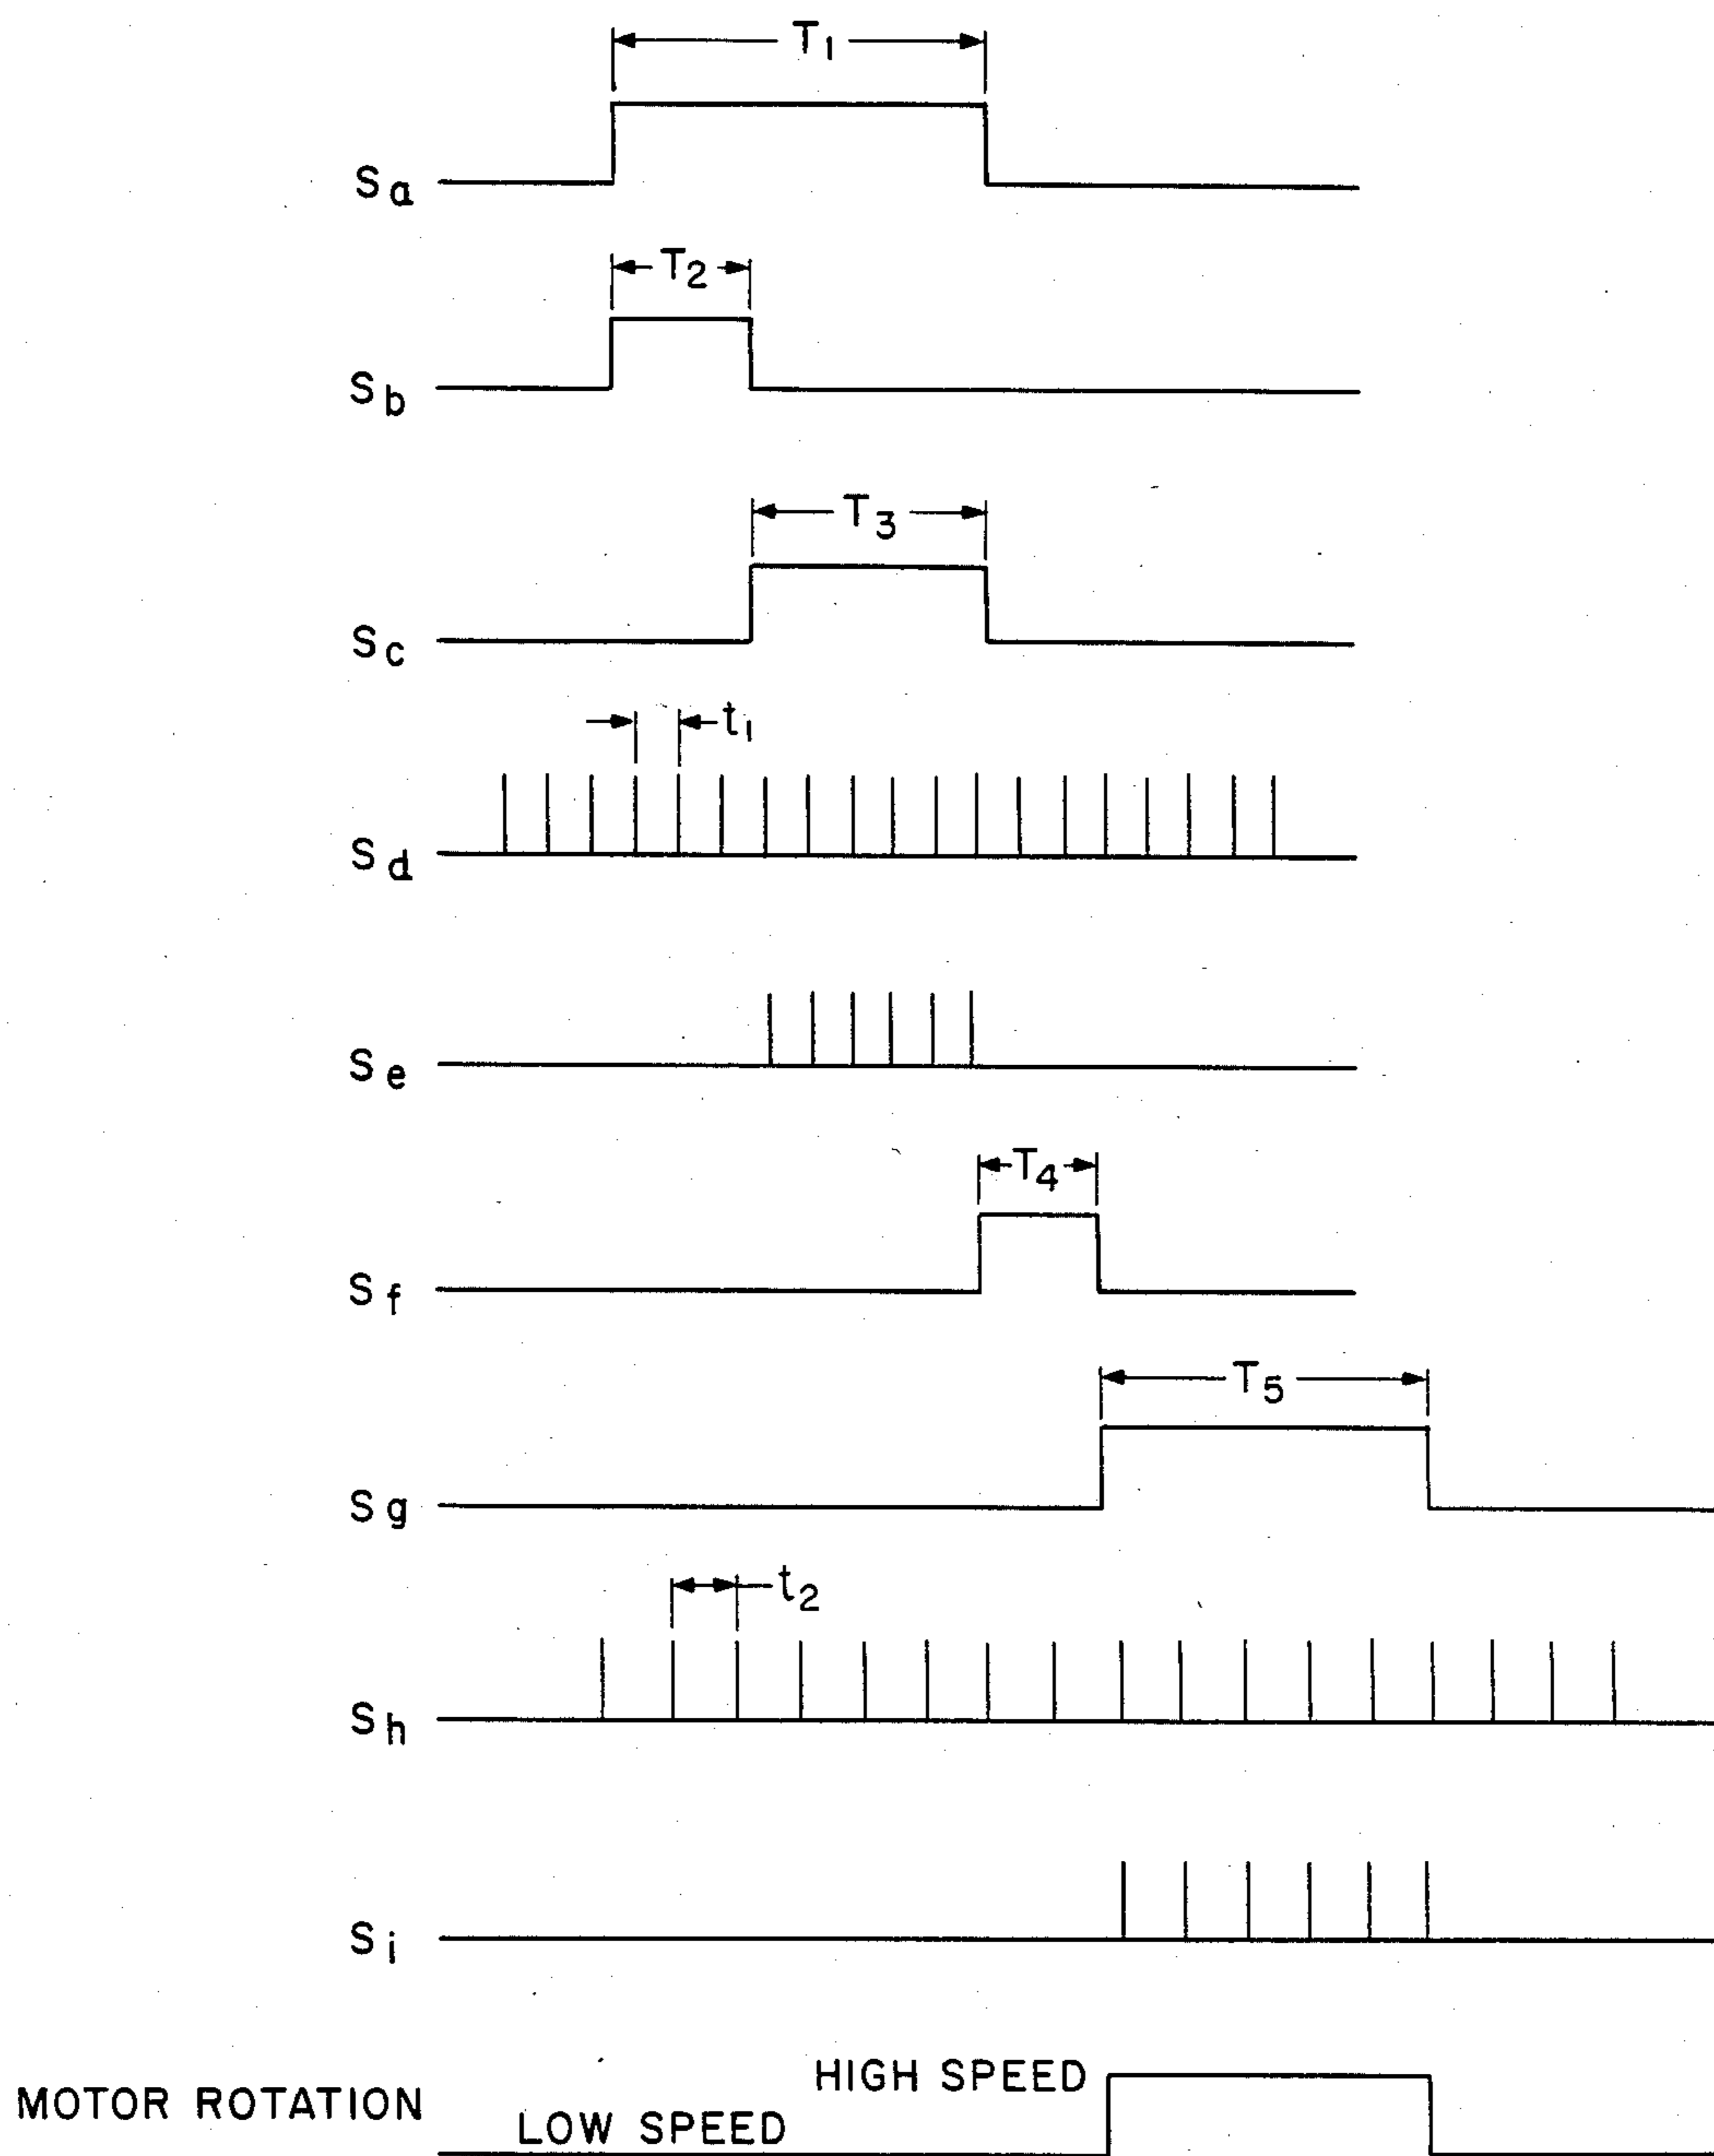 T1
Sa
T2
Sb
T3
Sc
t1
Sd
Se
T4
Sf
T5
Sg
t2
Sh
Si
HIGH SPEED
MOTOR ROTATION
LOW SPEED